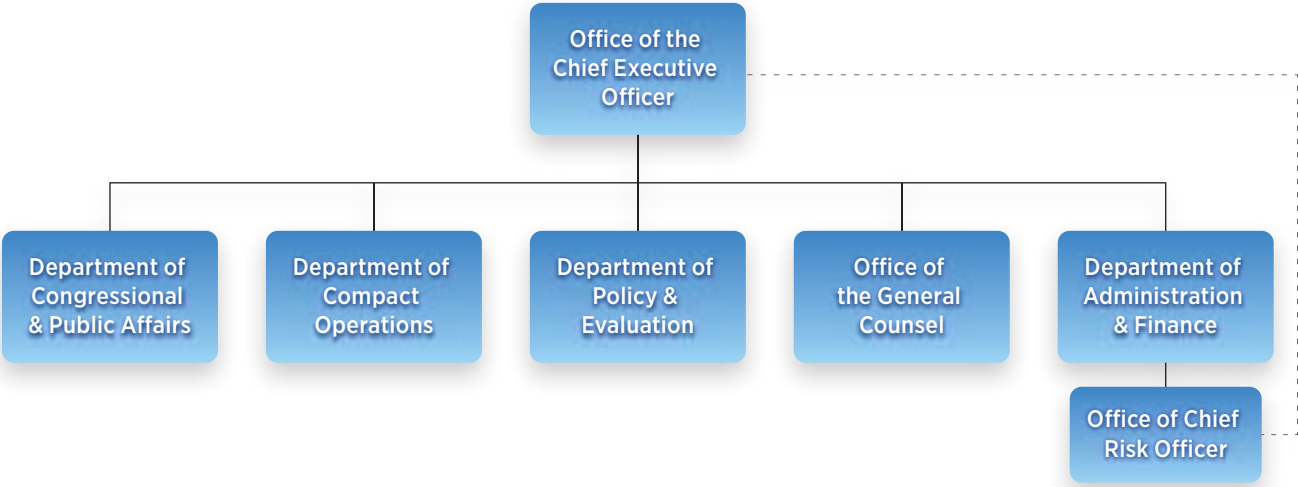 Office of the
Chief Executive
Officer
Department of
Congressional
& Public Affairs
Department of
Compact
Operations
Department of
Policy &
Evaluation
Office of
the General
Counsel
Department of
Administration
& Finance
Office of Chief
Risk Officer